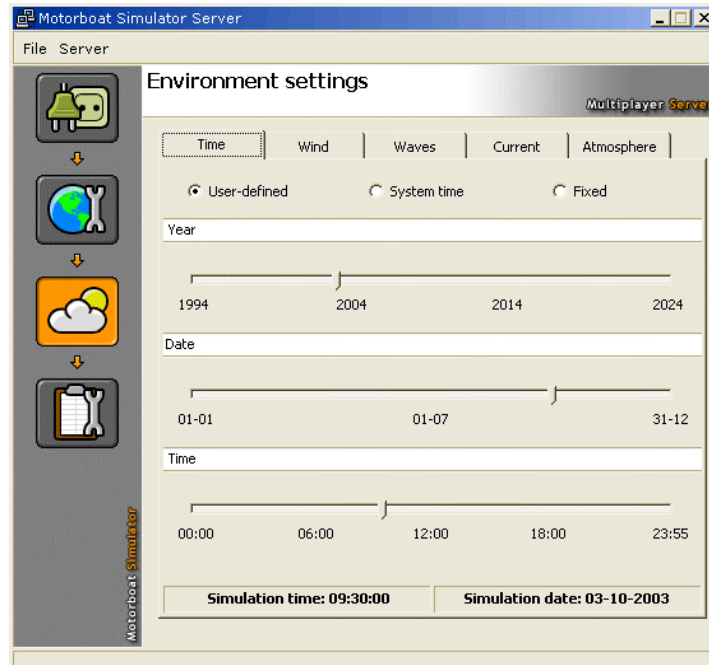 Motorboat Simulator Server
File Server
Environment settings
Multiplayer Server
Time Wind Waves Current Atmosphere
User-defined System time Fixed
Year
1994 2004 2014 2024
Date
01-01 01-07 31-12
Time
00:00 06:00 12:00 18:00 23:55
Simulation time: 09:30:00 Simulation date: 03-10-2003
Motorboat Simulator